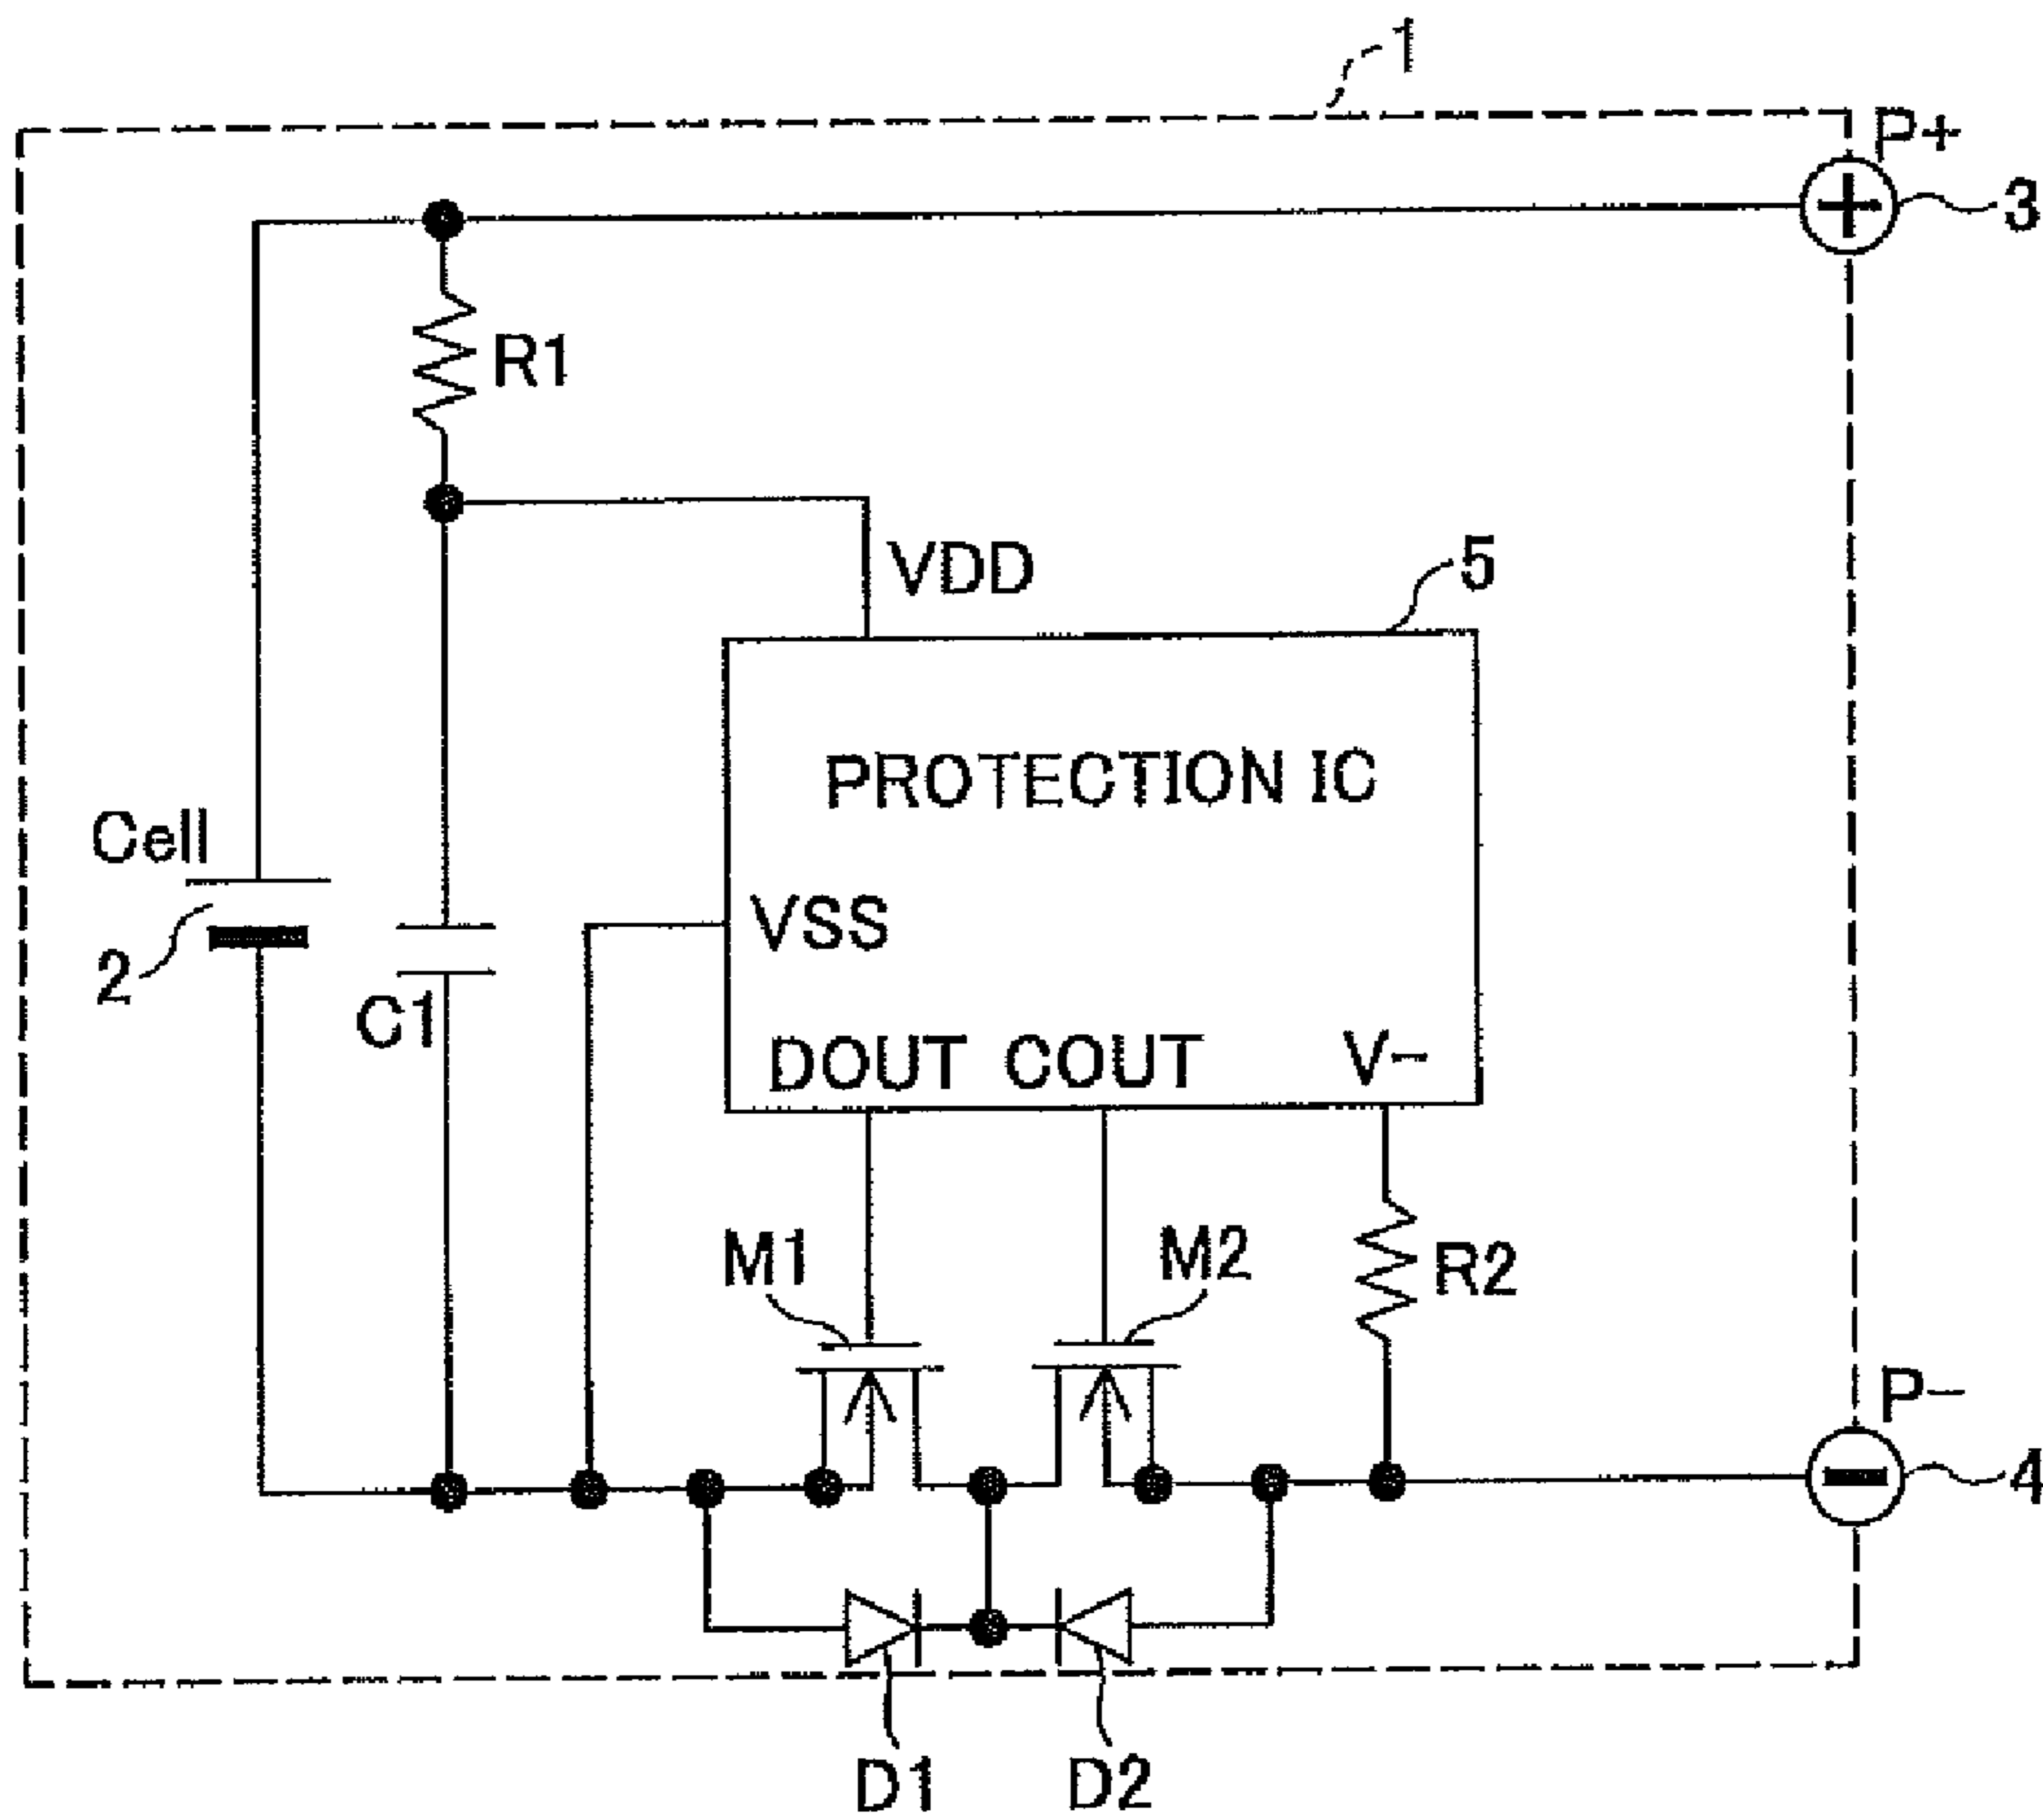 1
P+
3
R1
VDD
5
PROTECTION IC
Cell
VSS
2
C1
DOUT COUT V-
M1
M2
R2
P-
4
D1
D2